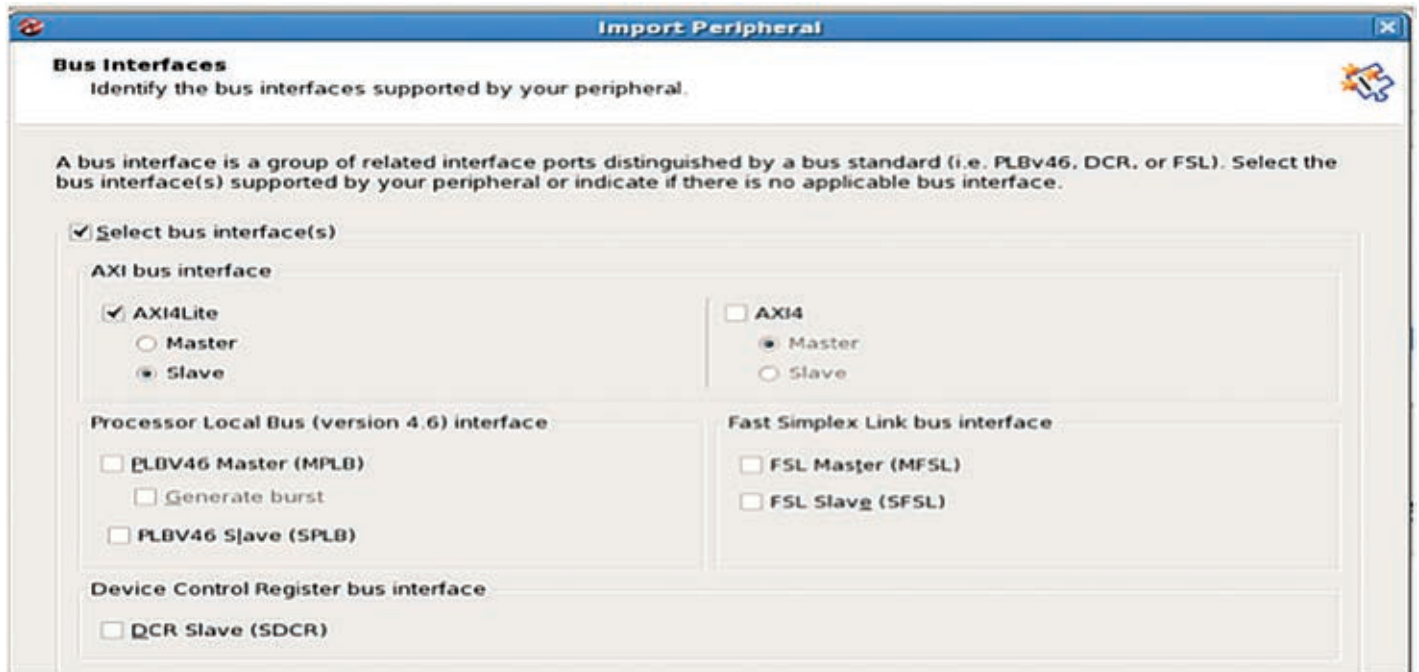 Import Peripheral
Bus Interfaces
Identify the bus interfaces supported by your peripheral.
A bus interface is a group of related interface ports distinguished by a bus standard (i.e. PLBv46, DCR, or FSL). Select the
bus interface(s) supported by your peripheral or indicate if there is no applicable bus interface.
Select bus interface(s)
AXI bus interface
AXI4Lite
Master
Slave
AXI4
Master
Slave
Processor Local Bus (version 4.6) interface
PLBV46 Master (MPLB)
Generate burst
PLBV46 Slave (SPLB)
Fast Simplex Link bus interface
FSL Master (MFSL)
FSL Slave (SFSL)
Device Control Register bus interface
DCR Slave (SDCR)